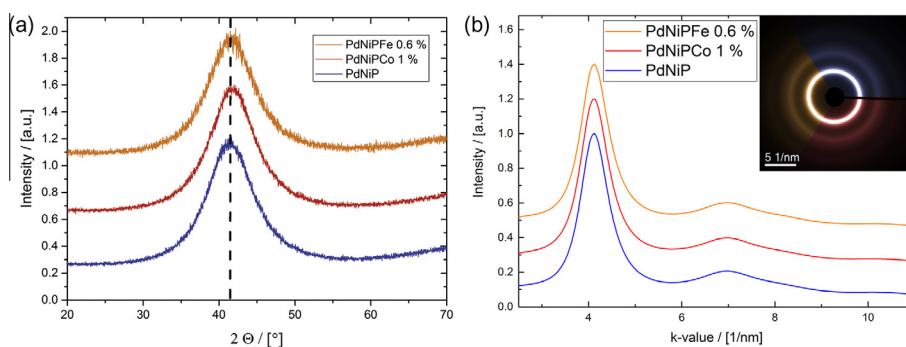 (a)
2.0
1.8
1.6
1.4
1.2
1.0
0.8
0.6
0.4
0.2
0.0
Intensity / [a.u.]
PdNiPFe 0.6 %
PdNiPCo 1 %
PdNiP
20 30 40 50 60 70
2 Θ / [°]
(b)
1.6
1.4
1.2
1.0
0.8
0.6
0.4
0.2
0.0
Intensity / [a.u.]
PdNiPFe 0.6 %
PdNiPCo 1 %
PdNiP
5 1/nm
4 6 8 10
k-value / [1/nm]